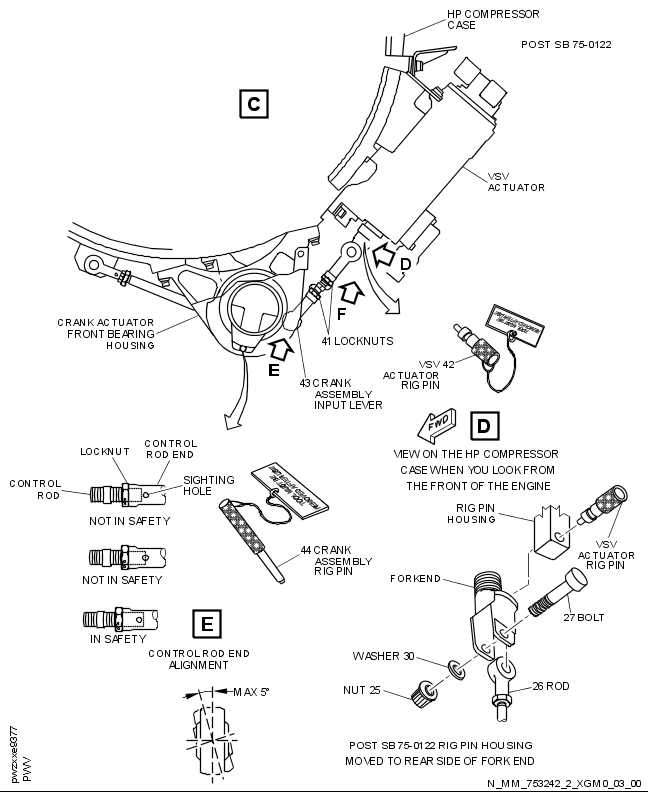 HP COMPRESSOR
CASE
POST SB 75-0122
C
VSV
ACTUATOR
D
F
CRANK ACTUATOR
FRONT BEARING
HOUSING
41 LOCKNUTS
E
43 CRANK
ASSEMBLY
INPUT LEVER
VSV 42
ACTUATOR
RIG PIN
FWD
D
VIEW ON THE HP COMPRESSOR
CASE WHEN YOU LOOK FROM
THE FRONT OF THE ENGINE
LOCKNUT
CONTROL
ROD END
CONTROL
ROD
SIGHTING
HOLE
NOT IN SAFETY
NOT IN SAFETY
IN SAFETY
44 CRANK
ASSEMBLY
RIG PIN
RIG PIN
HOUSING
VSV
ACTUATOR
RIG PIN
FORKEND
27 BOLT
WASHER 30
NUT 25
26 ROD
E
CONTROL ROD END
ALIGNMENT
MAX 5°
POST SB 75-0122 RIG PIN HOUSING
MOVED TO REAR SIDE OF FORK END
pwzxxe9377
PWV
N_MM_753242_2_XGM0_03_00